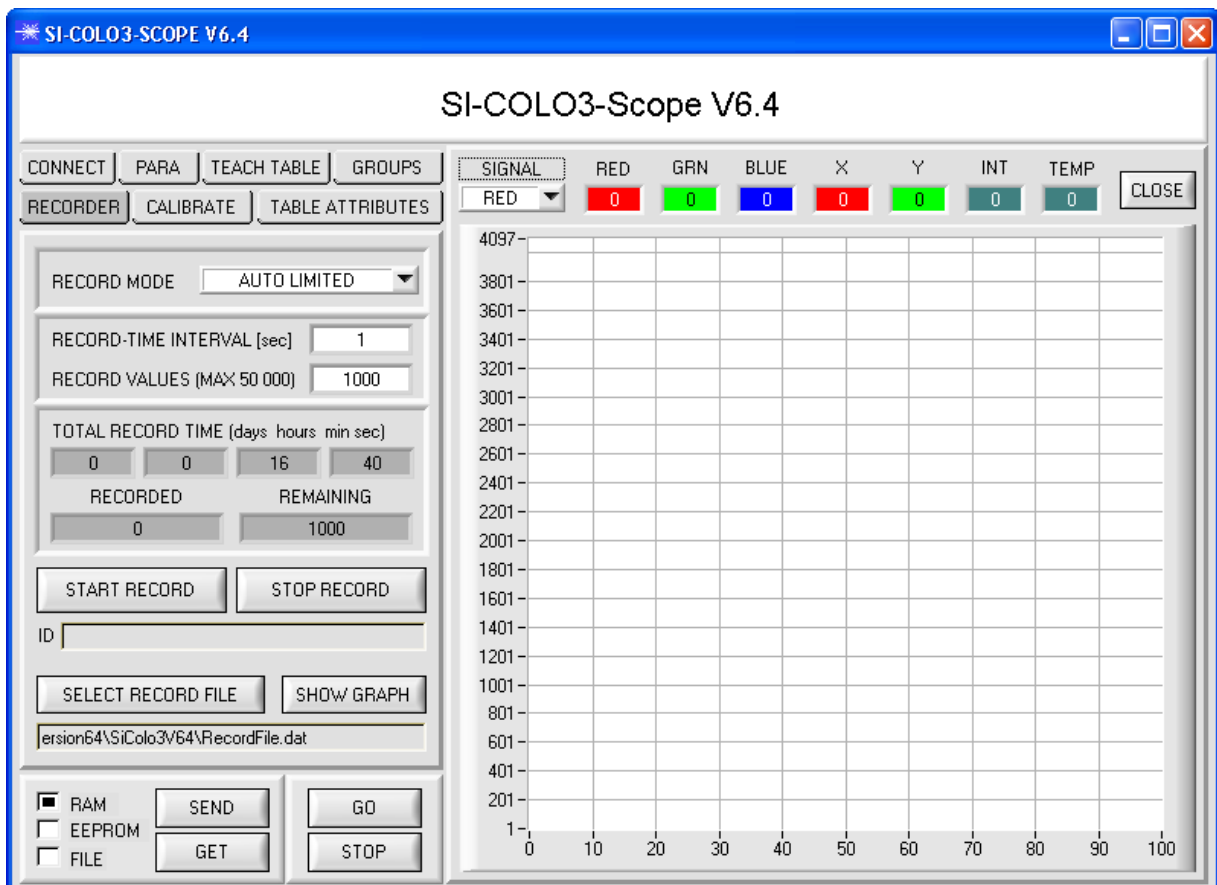 SI-COLO3-SCOPE V6.4
SI-COLO3-Scope V6.4
CONNECT PARA TEACH TABLE GROUPS
RECORDER CALIBRATE TABLE ATTRIBUTES
RECORD MODE AUTO LIMITED
RECORD-TIME INTERVAL [sec] 1
RECORD VALUES (MAX 50 000) 1000
TOTAL RECORD TIME (days hours min sec)
0 0 16 40
RECORDED REMAINING
0 1000
START RECORD STOP RECORD
ID
SELECT RECORD FILE SHOW GRAPH
ersion64\SiColo3V64\RecordFile.dat
RAM
EEPROM
FILE
SEND
GET
GO
STOP
SIGNAL RED GRN BLUE X Y INT TEMP
RED 0 0 0 0 0 0 0
CLOSE
4097
3801
3601
3401
3201
3001
2801
2601
2401
2201
2001
1801
1601
1401
1201
1001
801
601
401
201
1
0 10 20 30 40 50 60 70 80 90 100